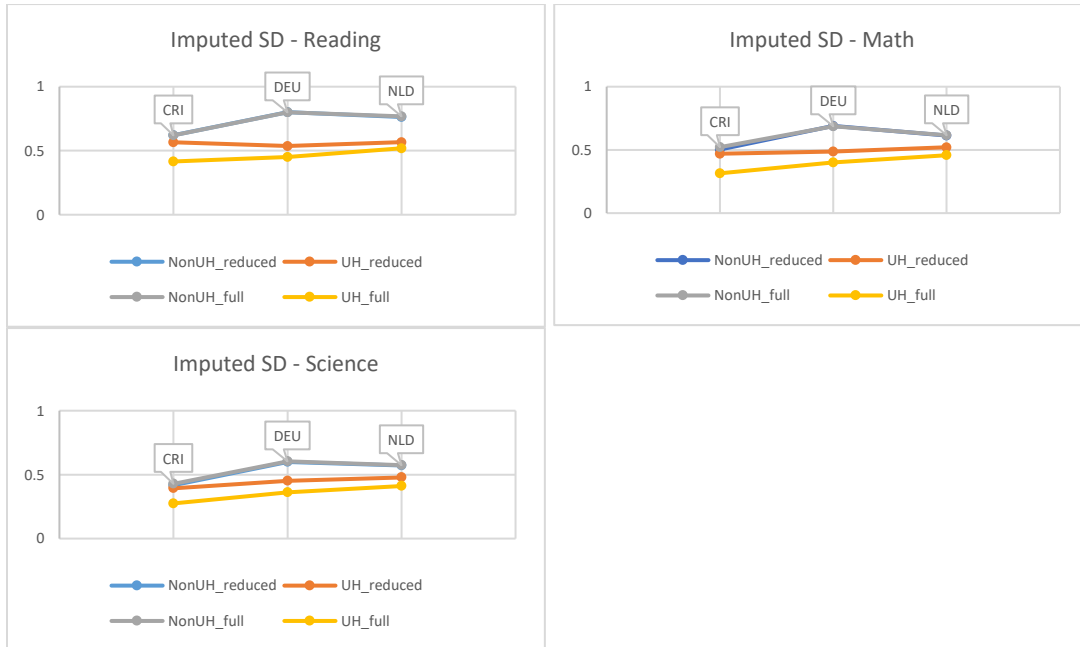 Imputed SD - Reading
1
0.5
0
CRI
DEU
NLD
NonUH_reduced
UH_reduced
NonUH_full
UH_full
Imputed SD - Math
1
0.5
0
CRI
DEU
NLD
NonUH_reduced
UH_reduced
NonUH_full
UH_full
Imputed SD - Science
1
0.5
0
CRI
DEU
NLD
NonUH_reduced
UH_reduced
NonUH_full
UH_full